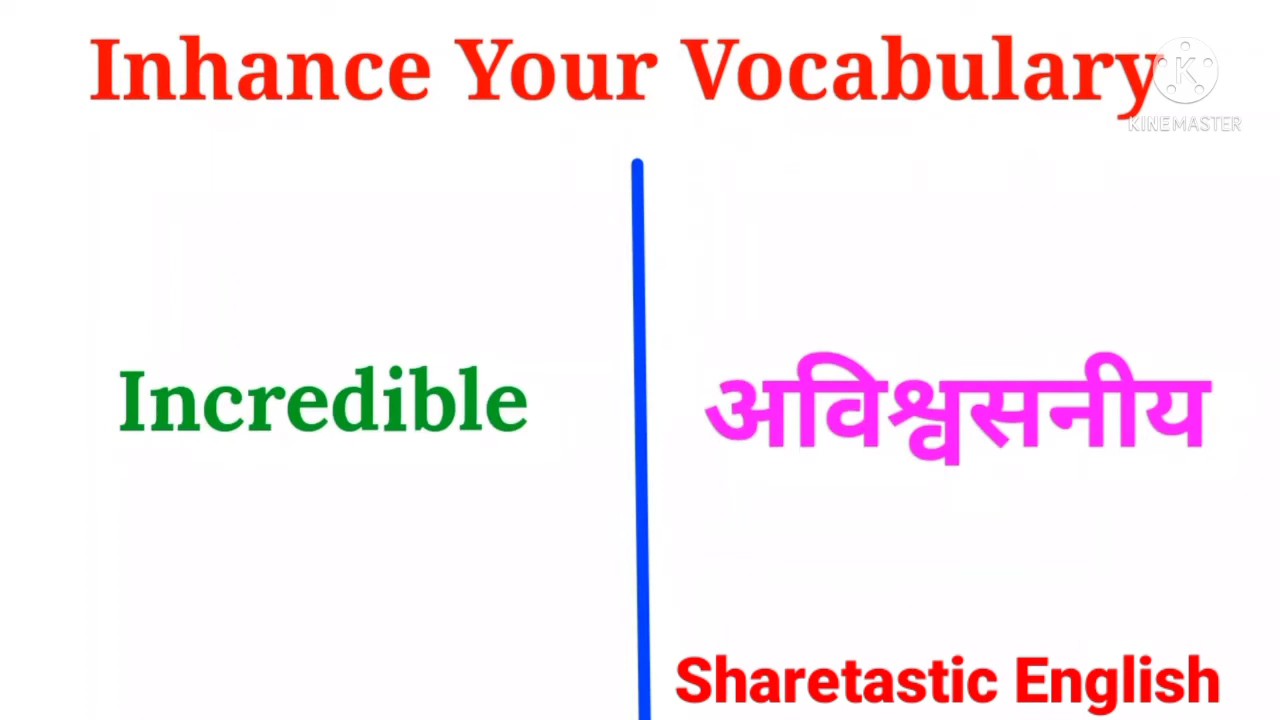 Inhance Your Vocabulary
K
KINEMASTER
Incredible
अविश्वसनीय
Sharetastic English